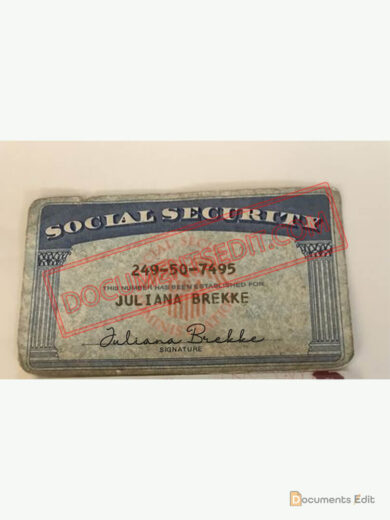 SOCIAL SECURITY
249-50-7495
THIS NUMBER HAS BEEN ESTABLISHED FOR
JULIANA BREKKE
Juliana Brekke
SIGNATURE
DOCUMENTSEDIT.COM
Documents Edit